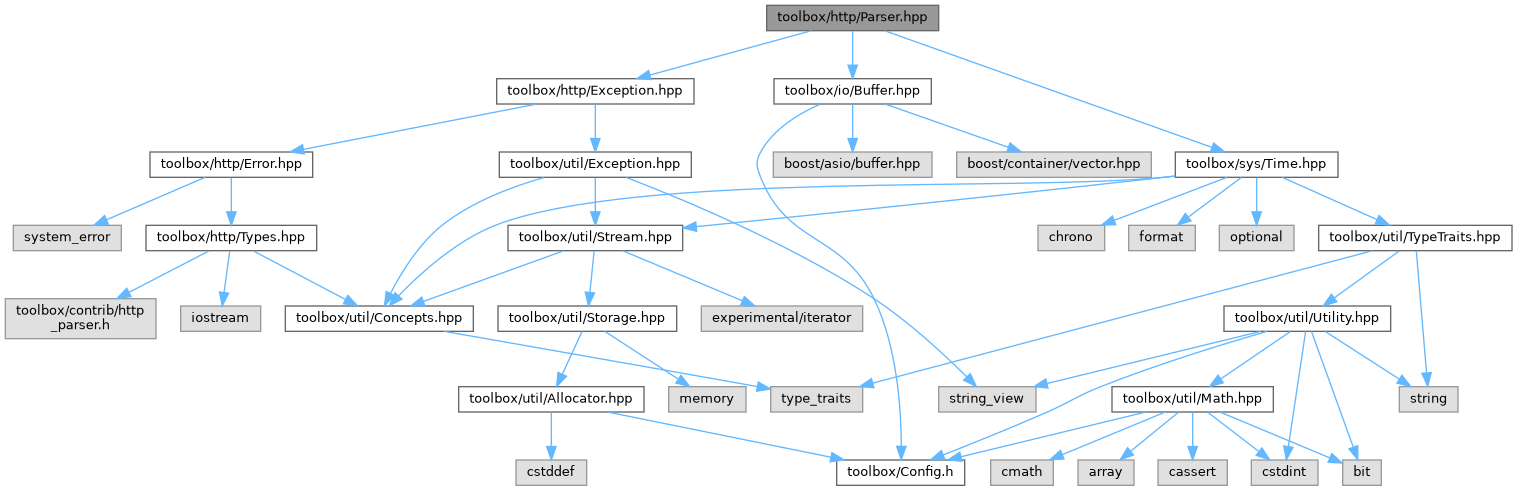 toolbox/http/Parser.hpp
toolbox/http/Exception.hpp
toolbox/io/Buffer.hpp
toolbox/http/Error.hpp
toolbox/util/Exception.hpp
boost/asio/buffer.hpp
boost/container/vector.hpp
toolbox/sys/Time.hpp
system_error
toolbox/http/Types.hpp
toolbox/util/Stream.hpp
chrono
format
optional
toolbox/util/TypeTraits.hpp
toolbox/contrib/http
_parser.h
iostream
toolbox/util/Concepts.hpp
toolbox/util/Storage.hpp
experimental/iterator
toolbox/util/Utility.hpp
toolbox/util/Allocator.hpp
memory
type_traits
string_view
toolbox/util/Math.hpp
string
cstddef
toolbox/Config.h
cmath
array
cassert
cstdint
bit